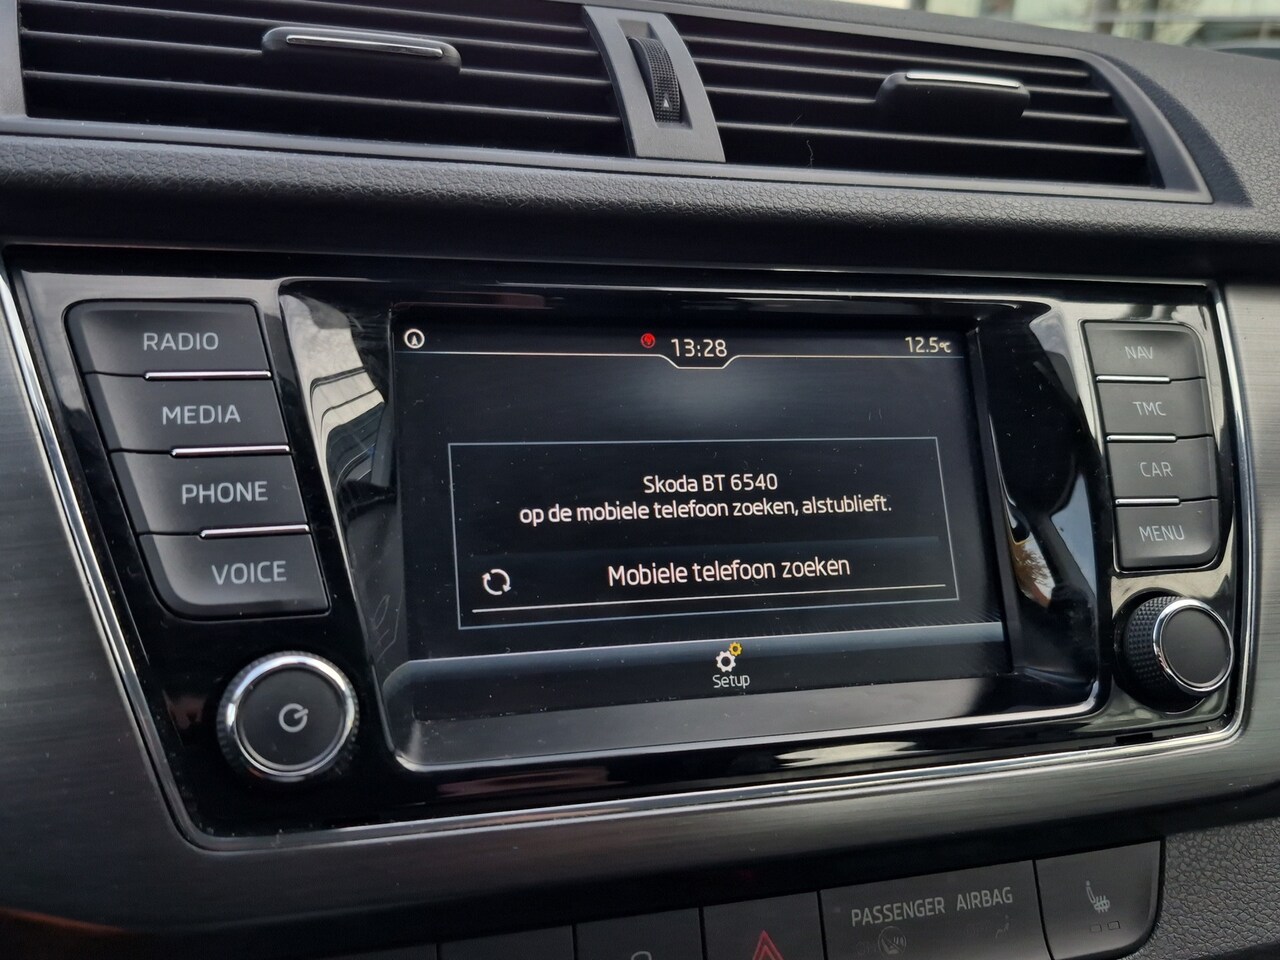 RADIO
MEDIA
PHONE
VOICE
13:28
12.5°C
Skoda BT 6540
op de mobiele telefoon zoeken, alstublieft.
Mobiele telefoon zoeken
Setup
NAV
TMC
CAR
MENU
PASSENGER AIRBAG